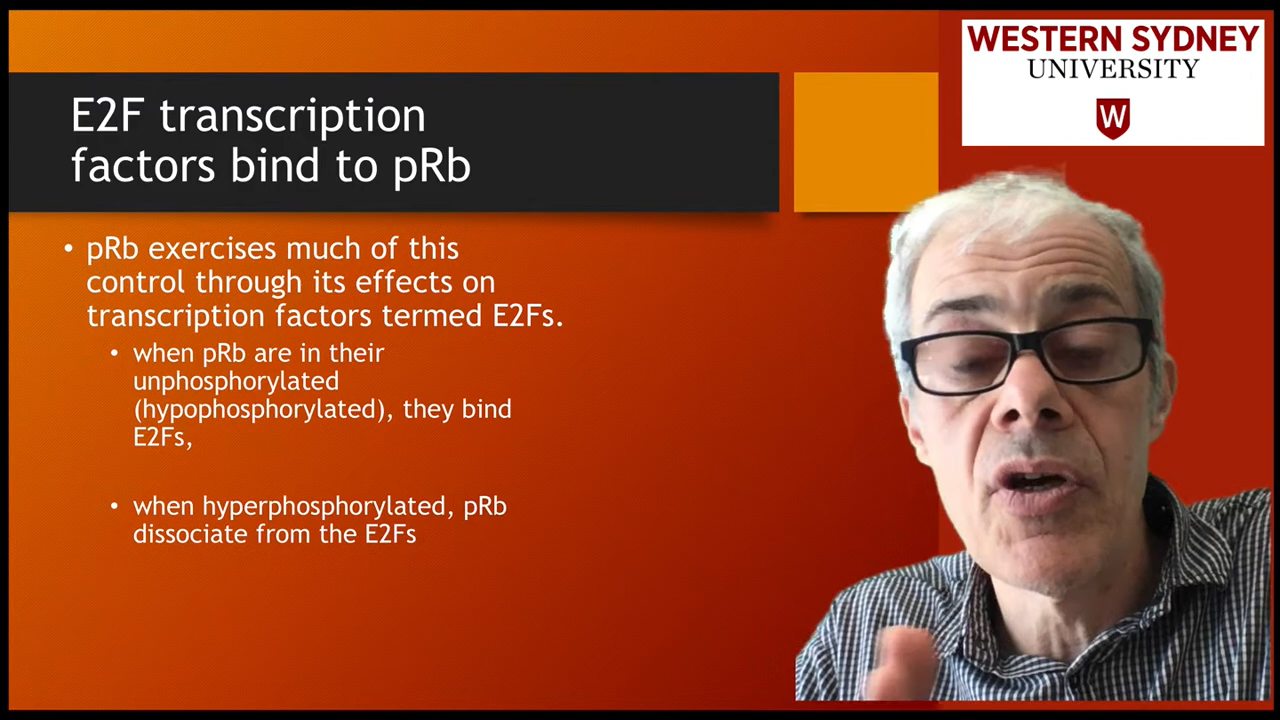 WESTERN SYDNEY
UNIVERSITY
W
E2F transcription
factors bind to pRb
• pRb exercises much of this
control through its effects on
transcription factors termed E2Fs.
• when pRb are in their
unphosphorylated
(hypophosphorylated), they bind
E2Fs,
• when hyperphosphorylated, pRb
dissociate from the E2Fs